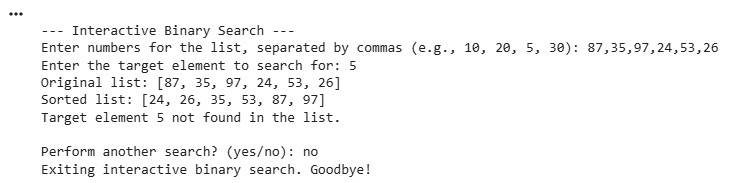 ...
--- Interactive Binary Search ---
Enter numbers for the list, separated by commas (e.g., 10, 20, 5, 30): 87,35,97,24,53,26
Enter the target element to search for: 5
Original list: [87, 35, 97, 24, 53, 26]
Sorted list: [24, 26, 35, 53, 87, 97]
Target element 5 not found in the list.
Perform another search? (yes/no): no
Exiting interactive binary search. Goodbye!